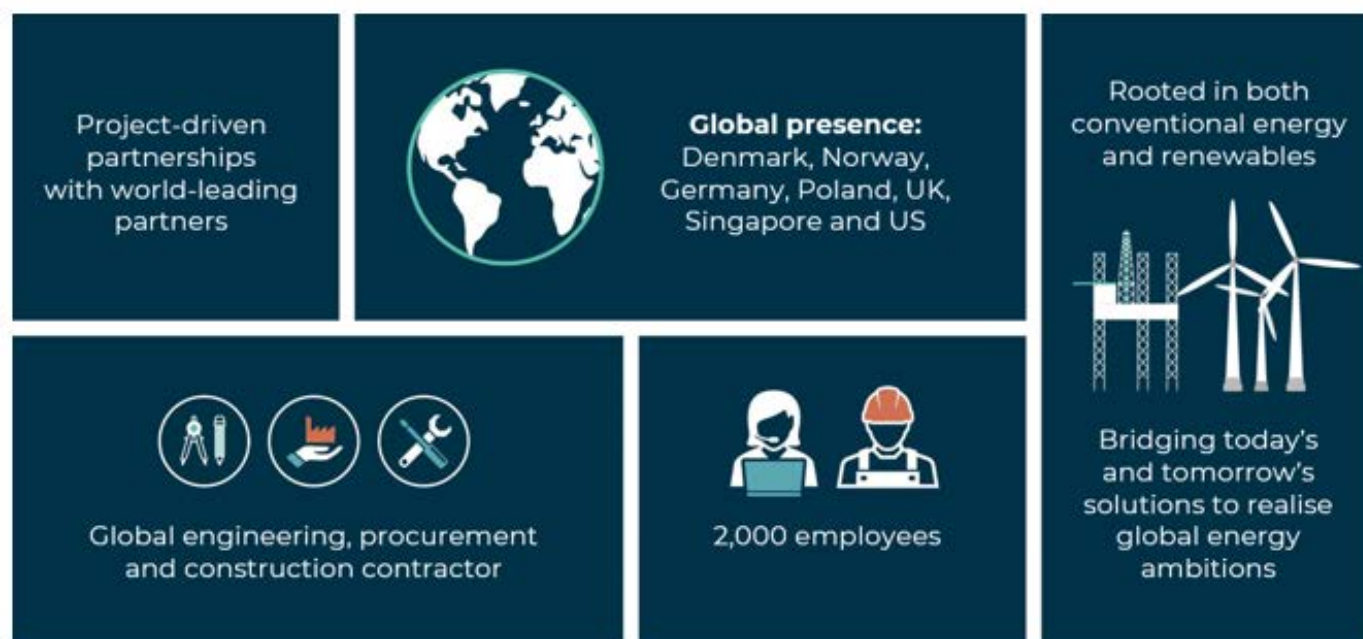 Project-driven
partnerships
with world-leading
partners
Global presence:
Denmark, Norway,
Germany, Poland, UK,
Singapore and US
Rooted in both
conventional energy
and renewables
Global engineering, procurement
and construction contractor
2,000 employees
Bridging today's
and tomorrow's
solutions to realise
global energy
ambitions